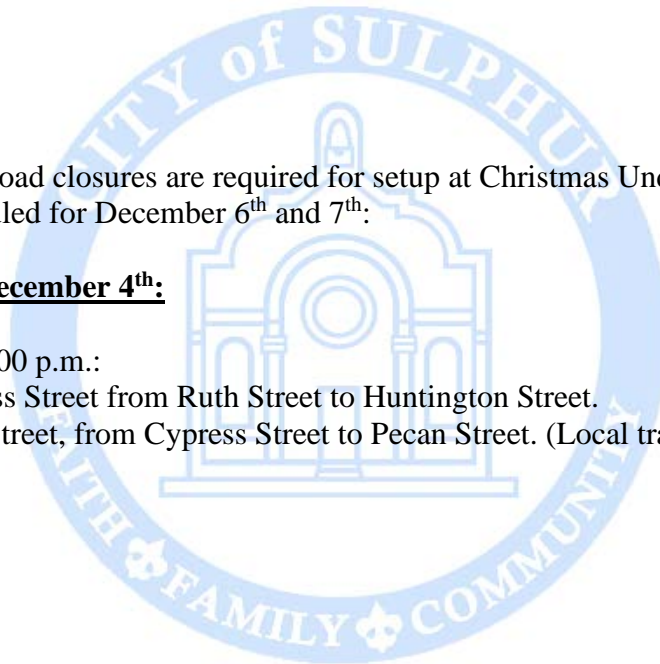 CITY of SULPHUR
oad closures are required for setup at Christmas Un
uled for December 6th and 7th:
ecember 4th:
00 p.m.:
ss Street from Ruth Street to Huntington Street.
treet, from Cypress Street to Pecan Street. (Local tra
FAITH FAMILY COMMUNITY